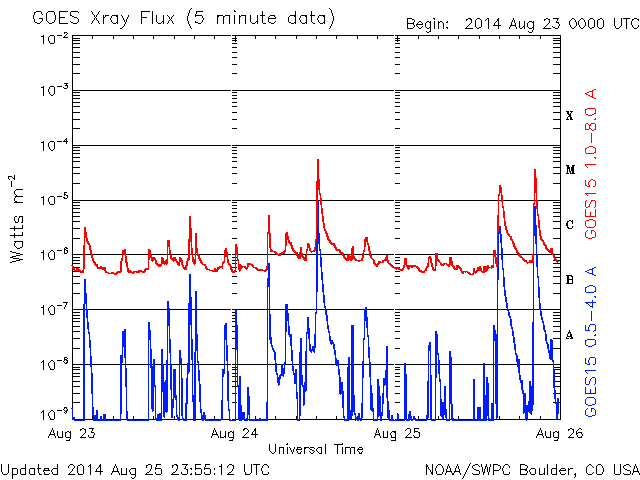 GOES Xray Flux (5 minute data)
Begin: 2014 Aug 23 0000 UTC
10⁻²
10⁻³
10⁻⁴
10⁻⁵
10⁻⁶
10⁻⁷
10⁻⁸
10⁻⁹
Watts m⁻²
X
M
C
B
A
GOES15 1.0-8.0 A
GOES15 0.5-4.0 A
Aug 23
Aug 24
Aug 25
Aug 26
Universal Time
Updated 2014 Aug 25 23:55:12 UTC
NOAA/SWPC Boulder, CO USA